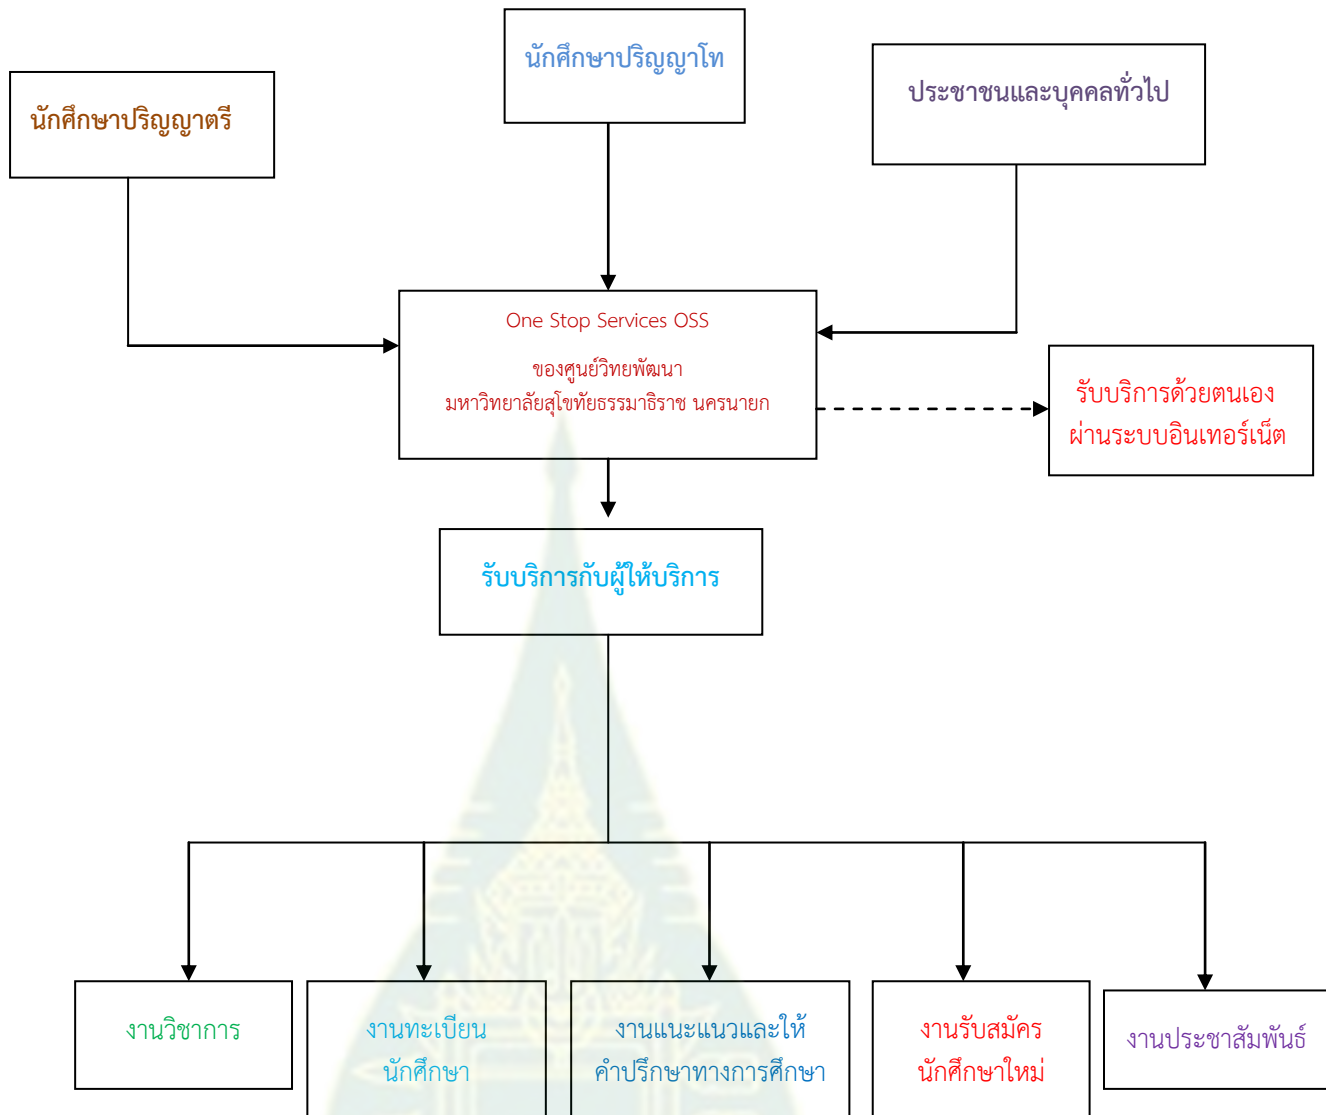 นักศึกษาปริญญาโท
ประชาชนและบุคคลทั่วไป
นักศึกษาปริญญาตรี
One Stop Services OSS
ของศูนย์วิทยพัฒนา
มหาวิทยาลัยสุโขทัยธรรมาธิราช นครนายก
รับบริการด้วยตนเอง
ผ่านระบบอินเทอร์เน็ต
รับบริการกับผู้ให้บริการ
งานวิชาการ
งานทะเบียน
นักศึกษา
งานแนะแนวและให้
คำปรึกษาทางการศึกษา
งานรับสมัคร
นักศึกษาใหม่
งานประชาสัมพันธ์